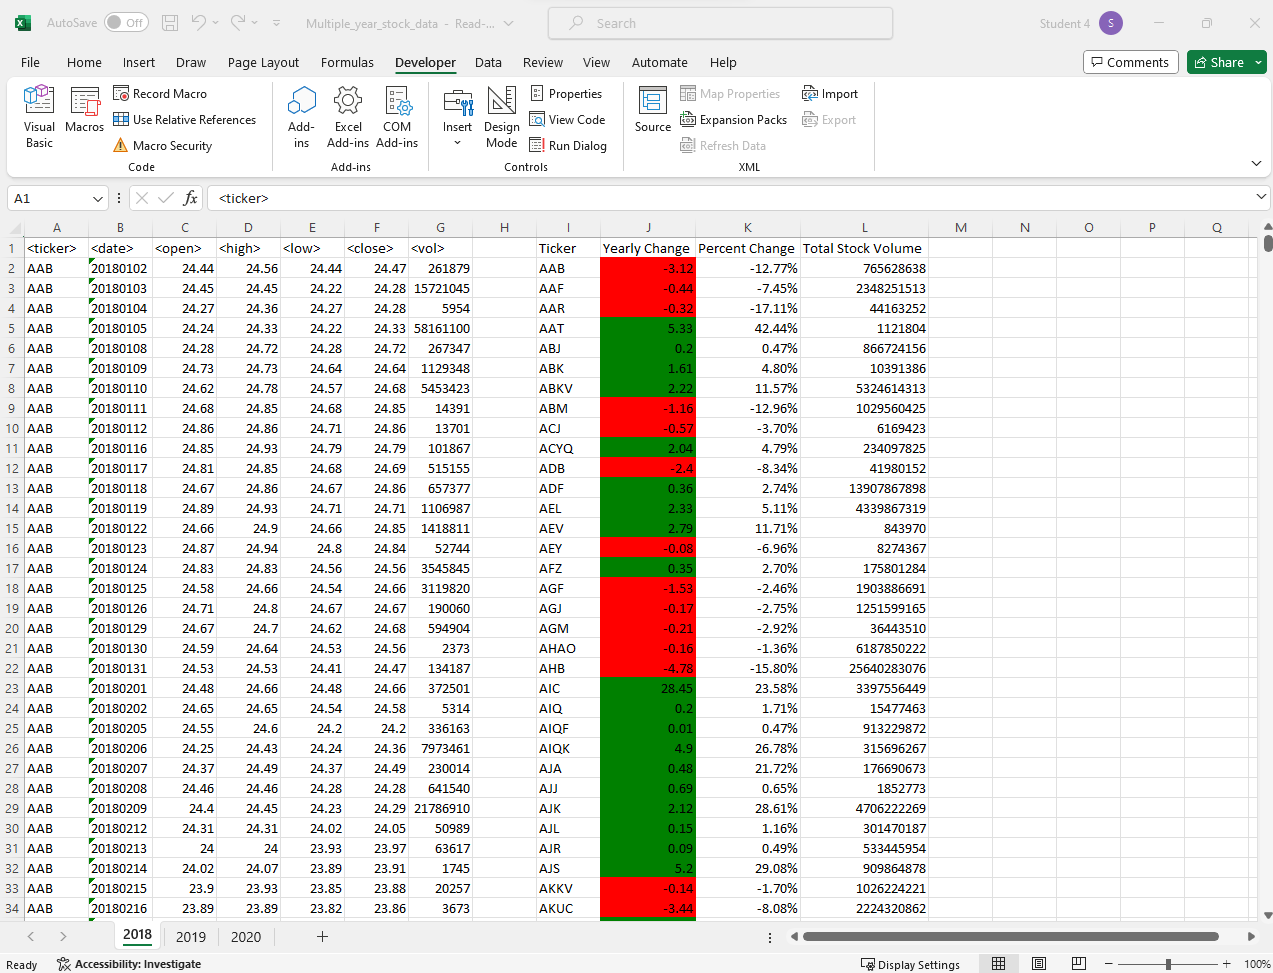 AutoSave Off Multiple_year_stock_data - Read-... Search Student 4 S
File Home Insert Draw Page Layout Formulas Developer Data Review View Automate Help Comments Share
Visual Basic Macros Record Macro Use Relative References Macro Security Code
Add-ins Excel Add-ins COM Add-ins Add-ins
Insert Design Mode Properties View Code Run Dialog Controls
Source Map Properties Expansion Packs Refresh Data Import Export XML
A1 fx <ticker>
A B C D E F G H I J K L M N O P Q
1 <ticker> <date> <open> <high> <low> <close> <vol> Ticker Yearly Change Percent Change Total Stock Volume
2 AAB 20180102 24.44 24.56 24.44 24.47 261879 AAB -3.12 -12.77% 765628638
3 AAB 20180103 24.45 24.45 24.22 24.28 15721045 AAF -0.44 -7.45% 2348251513
4 AAB 20180104 24.27 24.36 24.27 24.28 5954 AAR -0.32 -17.11% 44163252
5 AAB 20180105 24.24 24.33 24.22 24.33 58161100 AAT 5.33 42.44% 1121804
6 AAB 20180108 24.28 24.72 24.28 24.72 267347 ABJ 0.2 0.47% 866724156
7 AAB 20180109 24.73 24.73 24.64 24.64 1129348 ABK 1.61 4.80% 10391386
8 AAB 20180110 24.62 24.78 24.57 24.68 5453423 ABKV 2.22 11.57% 5324614313
9 AAB 20180111 24.68 24.85 24.68 24.85 14391 ABM -1.16 -12.96% 1029560425
10 AAB 20180112 24.86 24.86 24.71 24.86 13701 ACJ -0.57 -3.70% 6169423
11 AAB 20180116 24.85 24.93 24.79 24.79 101867 ACYQ 2.04 4.79% 234097825
12 AAB 20180117 24.81 24.85 24.68 24.69 515155 ADB -2.4 -8.34% 41980152
13 AAB 20180118 24.67 24.86 24.67 24.86 657377 ADF 0.36 2.74% 13907867898
14 AAB 20180119 24.89 24.93 24.71 24.71 1106987 AEL 2.33 5.11% 4339867319
15 AAB 20180122 24.66 24.9 24.66 24.85 1418811 AEV 2.79 11.71% 843970
16 AAB 20180123 24.87 24.94 24.8 24.84 52744 AEY -0.08 -6.96% 8274367
17 AAB 20180124 24.83 24.83 24.56 24.56 3545845 AFZ 0.35 2.70% 175801284
18 AAB 20180125 24.58 24.66 24.54 24.66 3119820 AGF -1.53 -2.46% 1903886691
19 AAB 20180126 24.71 24.8 24.67 24.67 190060 AGJ -0.17 -2.75% 1251599165
20 AAB 20180129 24.67 24.7 24.62 24.68 594904 AGM -0.21 -2.92% 36443510
21 AAB 20180130 24.59 24.64 24.53 24.56 2373 AHAO -0.16 -1.36% 6187850222
22 AAB 20180131 24.53 24.53 24.41 24.47 134187 AHB -4.78 -15.80% 25640283076
23 AAB 20180201 24.48 24.66 24.48 24.66 372501 AIC 28.45 23.58% 3397556449
24 AAB 20180202 24.65 24.65 24.54 24.58 5314 AIQ 0.2 1.71% 15477463
25 AAB 20180205 24.55 24.6 24.2 24.2 336163 AIQF 0.01 0.47% 913229872
26 AAB 20180206 24.25 24.43 24.24 24.36 7973461 AIQK 4.9 26.78% 315696267
27 AAB 20180207 24.37 24.49 24.37 24.49 230014 AJA 0.48 21.72% 176690673
28 AAB 20180208 24.46 24.46 24.28 24.28 641540 AJJ 0.69 0.65% 1852773
29 AAB 20180209 24.4 24.45 24.23 24.29 21786910 AJK 2.12 28.61% 4706222269
30 AAB 20180212 24.31 24.31 24.02 24.05 50989 AJL 0.15 1.16% 301470187
31 AAB 20180213 24 24 23.93 23.97 63617 AJR 0.09 0.49% 533445954
32 AAB 20180214 24.02 24.07 23.89 23.91 1745 AJS 5.2 29.08% 909864878
33 AAB 20180215 23.9 23.93 23.85 23.88 20257 AKKV -0.14 -1.70% 1026224221
34 AAB 20180216 23.89 23.89 23.82 23.86 3673 AKUC -3.44 -8.08% 2224320862
2018 2019 2020
Ready Accessibility: Investigate Display Settings 100%